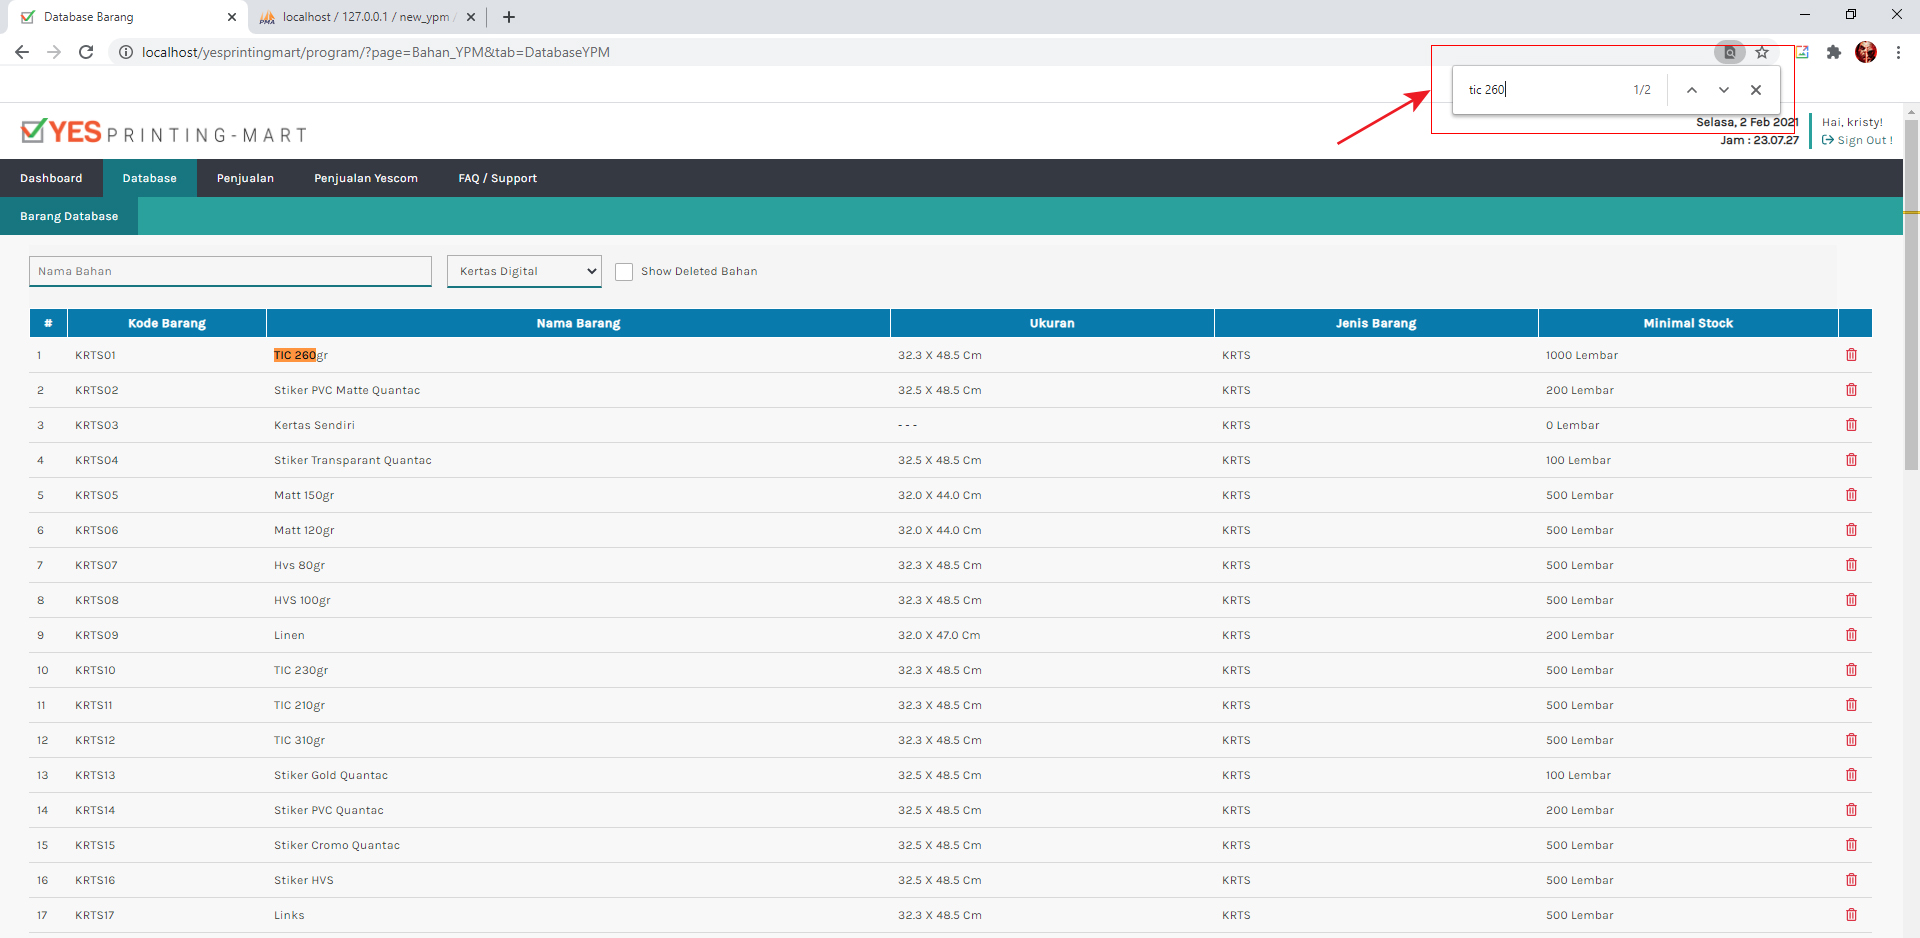 Database Barang
localhost / 127.0.0.1 / new_ypm
localhost/yesprintingmart/program/?page=Bahan_YPM&tab=DatabaseYPM
tic 260
1/2
YES PRINTING-MART
Selasa, 2 Feb 2021
Jam : 23.07.27
Hai, kristy!
Sign Out !
Dashboard Database Penjualan Penjualan Yescom FAQ / Support
Barang Database
Nama Bahan Kertas Digital Show Deleted Bahan
# Kode Barang Nama Barang Ukuran Jenis Barang Minimal Stock
1 KRTS01 TIC 260gr 32.3 X 48.5 Cm KRTS 1000 Lembar
2 KRTS02 Stiker PVC Matte Quantac 32.5 X 48.5 Cm KRTS 200 Lembar
3 KRTS03 Kertas Sendiri - - - KRTS 0 Lembar
4 KRTS04 Stiker Transparant Quantac 32.5 X 48.5 Cm KRTS 100 Lembar
5 KRTS05 Matt 150gr 32.0 X 44.0 Cm KRTS 500 Lembar
6 KRTS06 Matt 120gr 32.0 X 44.0 Cm KRTS 500 Lembar
7 KRTS07 Hvs 80gr 32.3 X 48.5 Cm KRTS 500 Lembar
8 KRTS08 HVS 100gr 32.3 X 48.5 Cm KRTS 500 Lembar
9 KRTS09 Linen 32.0 X 47.0 Cm KRTS 200 Lembar
10 KRTS10 TIC 230gr 32.3 X 48.5 Cm KRTS 500 Lembar
11 KRTS11 TIC 210gr 32.3 X 48.5 Cm KRTS 500 Lembar
12 KRTS12 TIC 310gr 32.3 X 48.5 Cm KRTS 500 Lembar
13 KRTS13 Stiker Gold Quantac 32.5 X 48.5 Cm KRTS 100 Lembar
14 KRTS14 Stiker PVC Quantac 32.5 X 48.5 Cm KRTS 200 Lembar
15 KRTS15 Stiker Cromo Quantac 32.5 X 48.5 Cm KRTS 500 Lembar
16 KRTS16 Stiker HVS 32.5 X 48.5 Cm KRTS 500 Lembar
17 KRTS17 Links 32.3 X 48.5 Cm KRTS 500 Lembar